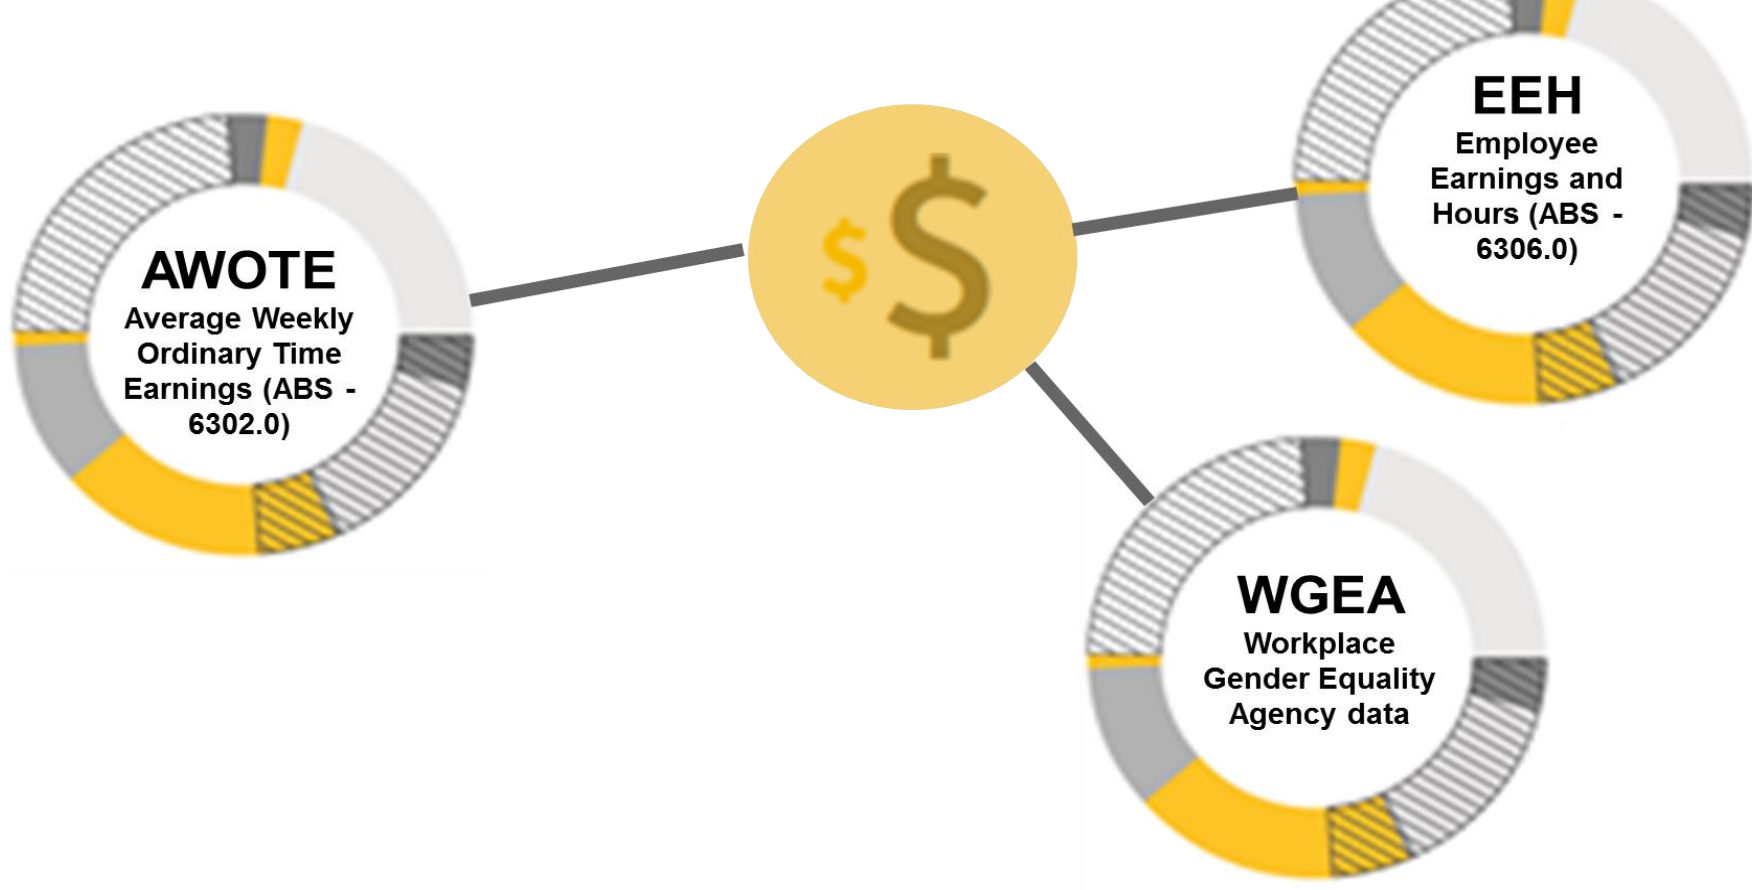 AWOTE
Average Weekly
Ordinary Time
Earnings (ABS -
6302.0)
$ $
EEH
Employee
Earnings and
Hours (ABS -
6306.0)
WGEA
Workplace
Gender Equality
Agency data